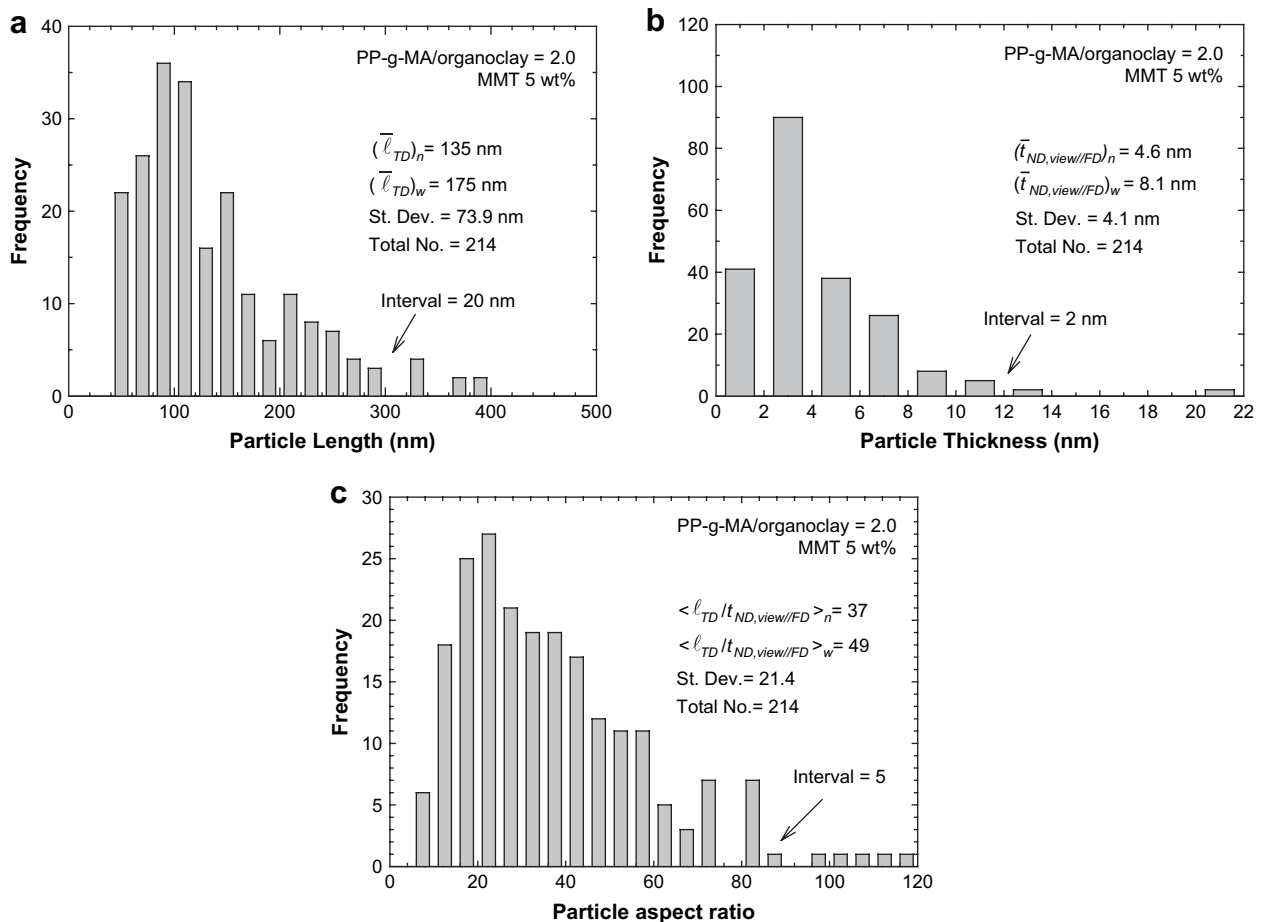 a
40
30
20
10
0
Frequency
PP-g-MA/organoclay = 2.0
MMT 5 wt%
(ℓ̅TD)n = 135 nm
(ℓ̅TD)w = 175 nm
St. Dev. = 73.9 nm
Total No. = 214
Interval = 20 nm
0 100 200 300 400 500
Particle Length (nm)
b
120
100
80
60
40
20
0
Frequency
PP-g-MA/organoclay = 2.0
MMT 5 wt%
(t̅ND,view//FD)n = 4.6 nm
(t̅ND,view//FD)w = 8.1 nm
St. Dev. = 4.1 nm
Total No. = 214
Interval = 2 nm
0 2 4 6 8 10 12 14 16 18 20 22
Particle Thickness (nm)
c
30
25
20
15
10
5
0
Frequency
PP-g-MA/organoclay = 2.0
MMT 5 wt%
<ℓTD/tND,view//FD>n= 37
<ℓTD/tND,view//FD>w= 49
St. Dev.= 21.4
Total No.= 214
Interval = 5
0 20 40 60 80 100 120
Particle aspect ratio